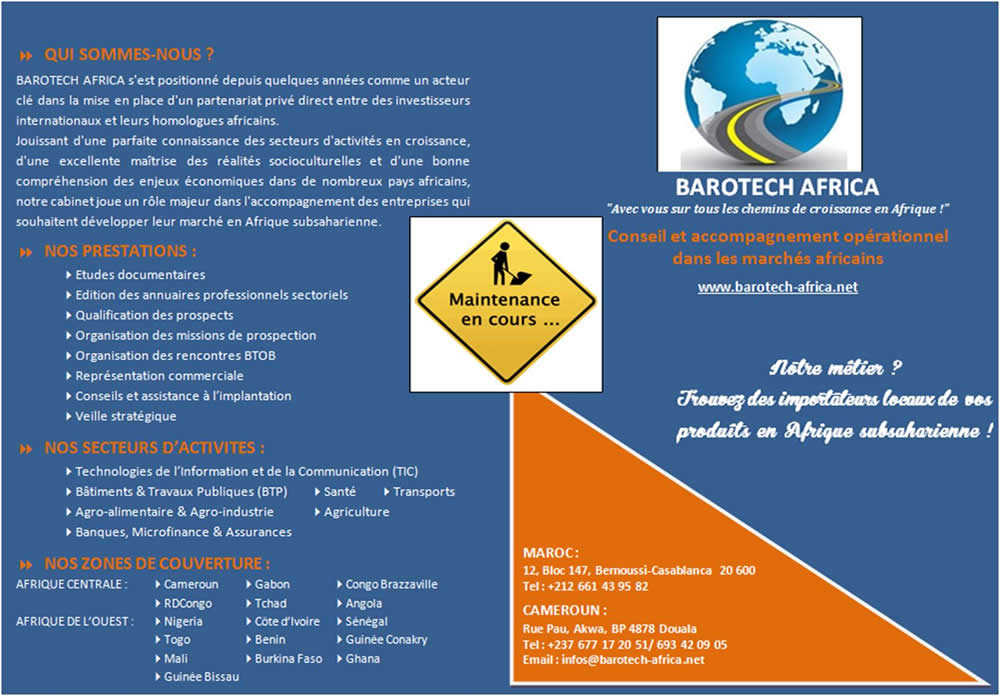 QUI SOMMES-NOUS ?
BAROTECH AFRICA s'est positionné depuis quelques années comme un acteur
clé dans la mise en place d'un partenariat privé direct entre des investisseurs
internationaux et leurs homologues africains.
Jouissant d'une parfaite connaissance des secteurs d'activités en croissance,
d'une excellente maîtrise des réalités socioculturelles et d'une bonne
compréhension des enjeux économiques dans de nombreux pays africains,
notre cabinet joue un rôle majeur dans l'accompagnement des entreprises qui
souhaitent développer leur marché en Afrique subsaharienne.
NOS PRESTATIONS :
Etudes documentaires
Edition des annuaires professionnels sectoriels
Qualification des prospects
Organisation des missions de prospection
Organisation des rencontres BTOB
Représentation commerciale
Conseils et assistance à l'implantation
Veille stratégique
NOS SECTEURS D'ACTIVITES :
Technologies de l'Information et de la Communication (TIC)
Bâtiments & Travaux Publiques (BTP) Santé Transports
Agro-alimentaire & Agro-industrie Agriculture
Banques, Microfinance & Assurances
NOS ZONES DE COUVERTURE :
AFRIQUE CENTRALE : Cameroun Gabon Congo Brazzaville
RDCongo Tchad Angola
AFRIQUE DE L'OUEST : Nigeria Côte d'Ivoire Sénégal
Togo Benin Guinée Conakry
Mali Burkina Faso Ghana
Guinée Bissau
Maintenance
en cours ...
BAROTECH AFRICA
"Avec vous sur tous les chemins de croissance en Afrique !"
Conseil et accompagnement opérationnel
dans les marchés africains
www.barotech-africa.net
Notre métier ?
Trouvez des importateurs locaux de vos
produits en Afrique subsaharienne !
MAROC :
12, Bloc 147, Bernoussi-Casablanca 20 600
Tel : +212 661 43 95 82
CAMEROUN :
Rue Pau, Akwa, BP 4878 Douala
Tel : +237 677 17 20 51/ 693 42 09 05
Email : infos@barotech-africa.net